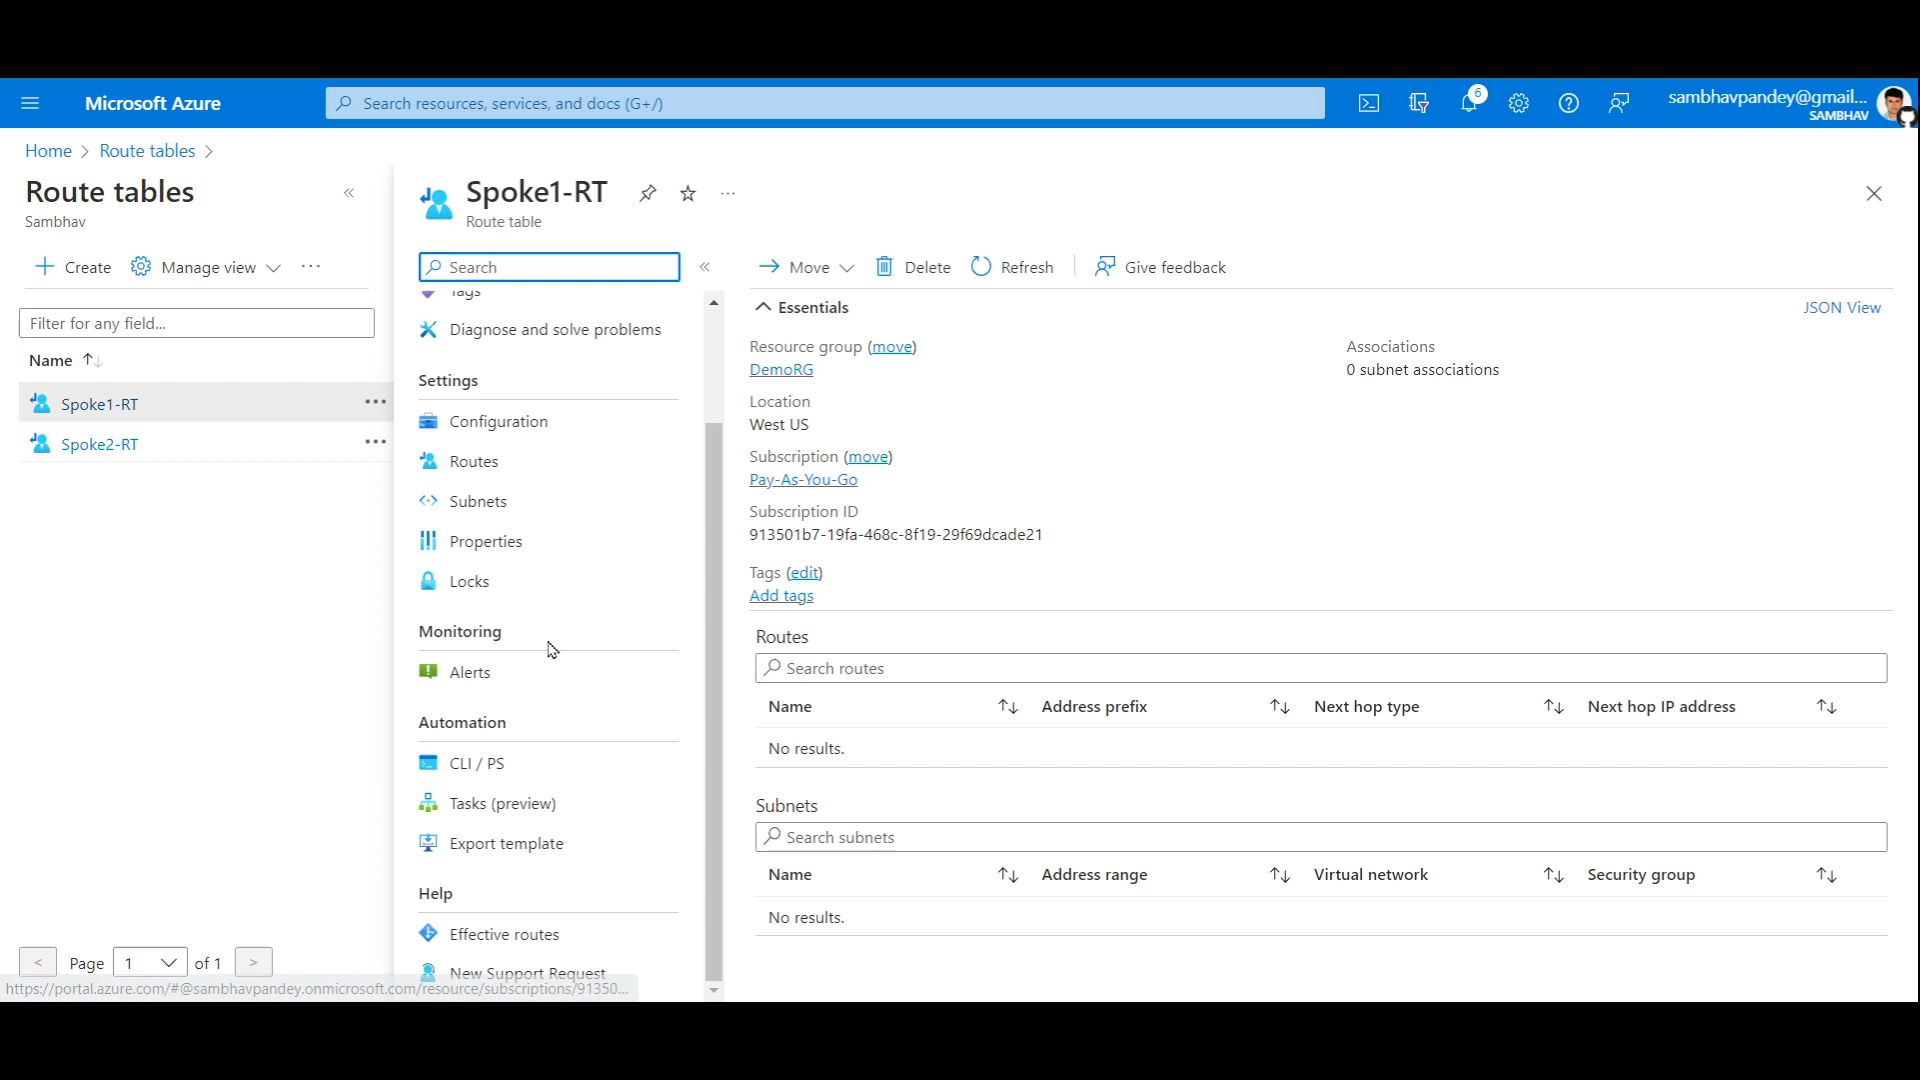 Microsoft Azure
Search resources, services, and docs (G+/)
6
sambhavpandey@gmail...
SAMBHAV
Home > Route tables >
Route tables
Sambhav
Create
Manage view
Filter for any field...
Name
Spoke1-RT
Spoke2-RT
< Page 1 of 1 >
https://portal.azure.com/#@sambhavpandey.onmicrosoft.com/resource/subscriptions/91350...
Spoke1-RT
Route table
Search
Tags
Diagnose and solve problems
Settings
Configuration
Routes
Subnets
Properties
Locks
Monitoring
Alerts
Automation
CLI / PS
Tasks (preview)
Export template
Help
Effective routes
New Support Request
Move
Delete
Refresh
Give feedback
Essentials
JSON View
Resource group (move)
DemoRG
Location
West US
Subscription (move)
Pay-As-You-Go
Subscription ID
913501b7-19fa-468c-8f19-29f69dcade21
Tags (edit)
Add tags
Associations
0 subnet associations
Routes
Search routes
Name Address prefix Next hop type Next hop IP address
No results.
Subnets
Search subnets
Name Address range Virtual network Security group
No results.